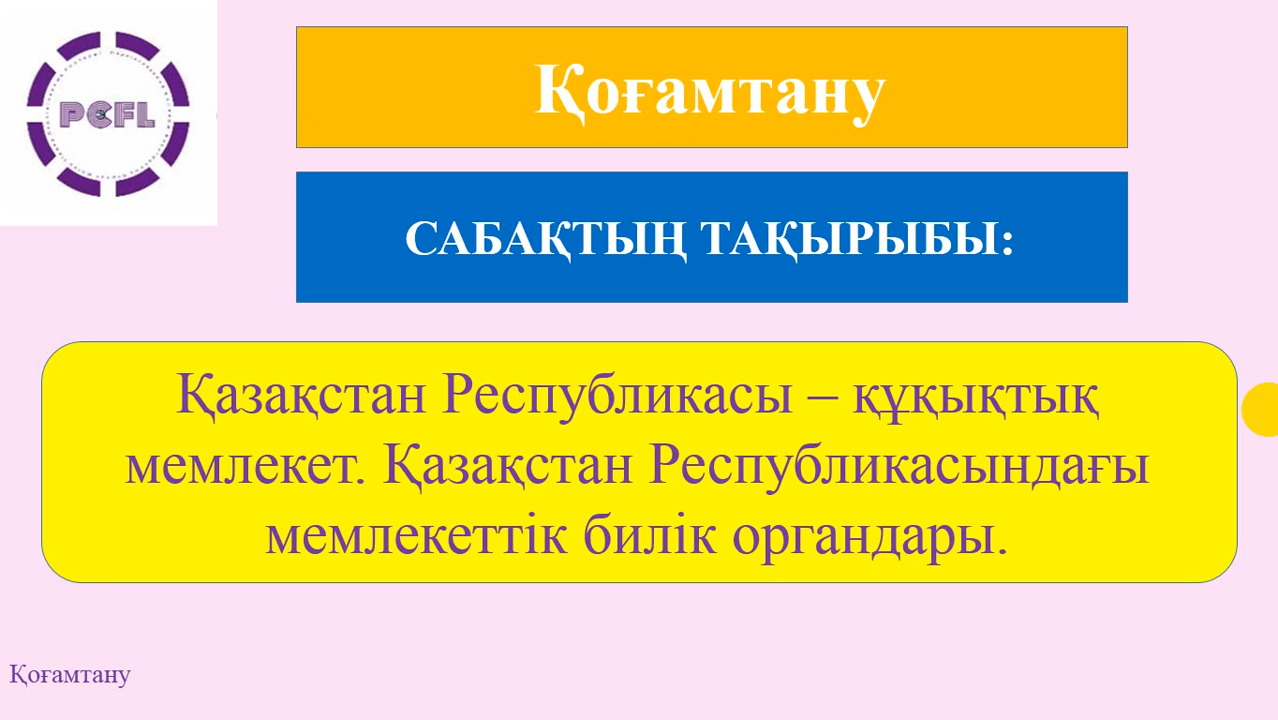 PCFL
Қоғамтану
САБАҚТЫҢ ТАҚЫРЫБЫ:
Қазақстан Республикасы – құқықтық
мемлекет. Қазақстан Республикасындағы
мемлекеттік билік органдары.
Қоғамтану